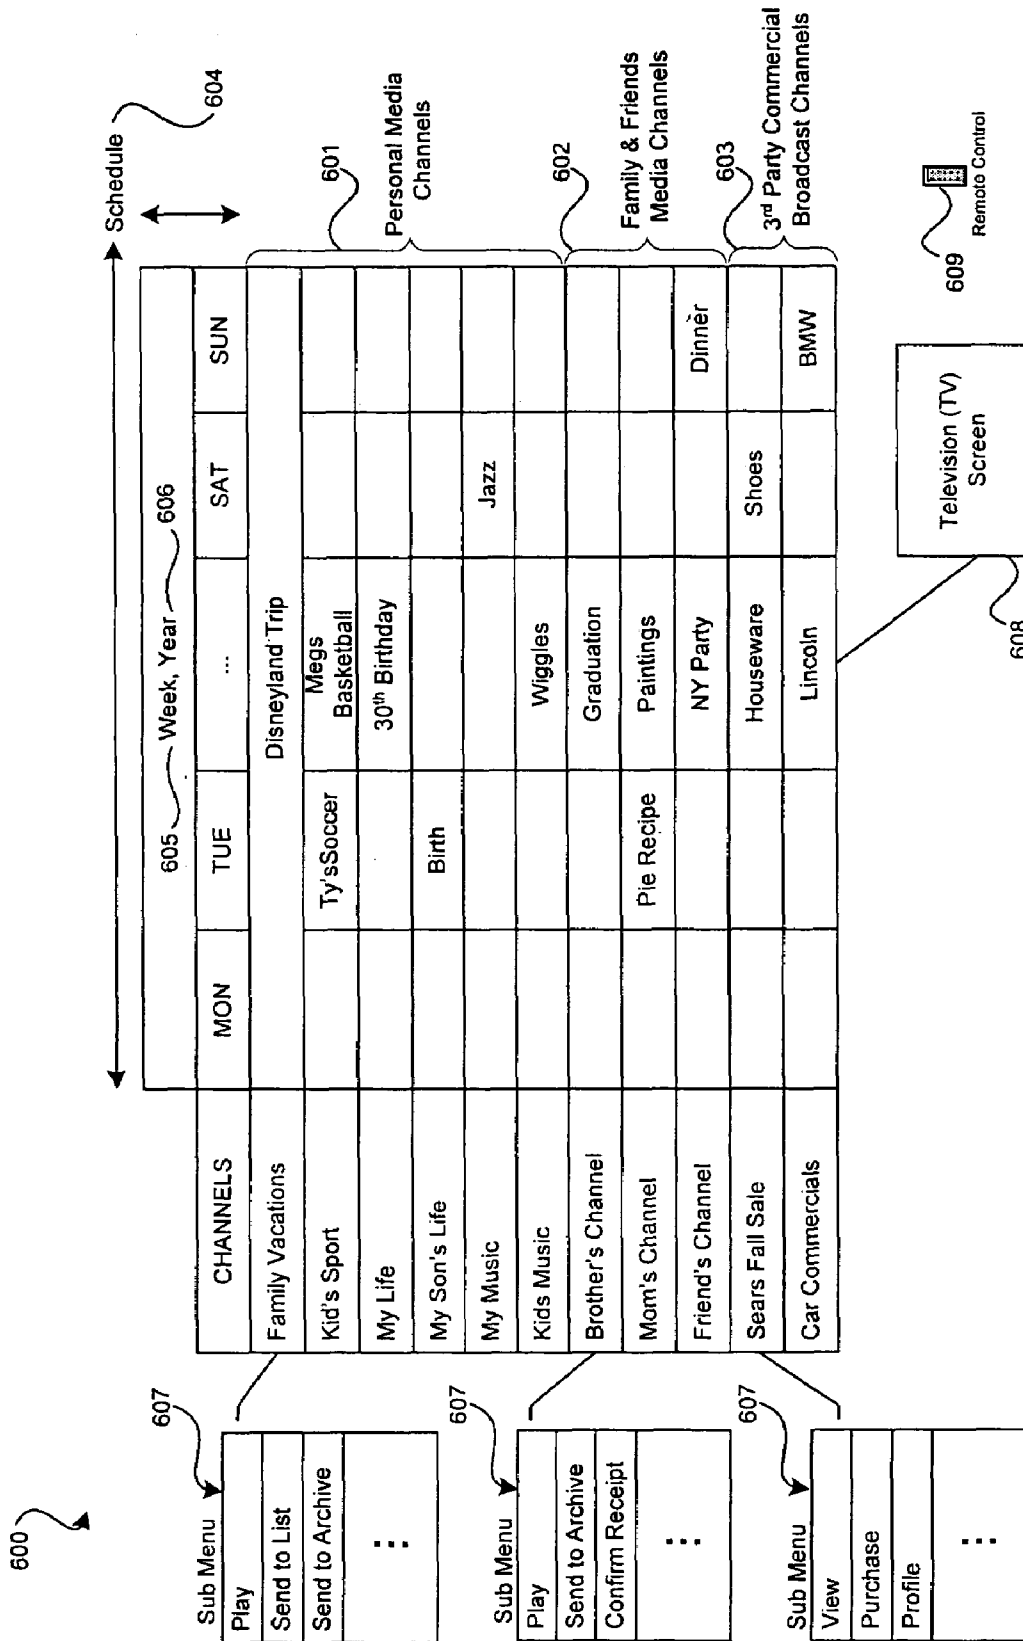 600
Schedule
604
605 Week, Year 606
CHANNELS MON TUE ... SAT SUN
Family Vacations Disneyland Trip
Kid's Sport Ty'sSoccer Megs Basketball
My Life 30th Birthday
My Son's Life Birth
My Music Jazz
Kids Music Wiggles
Brother's Channel Graduation
Mom's Channel Pie Recipe Paintings
Friend's Channel NY Party Dinner
Sears Fall Sale Houseware Shoes
Car Commercials Lincoln BMW
601
Personal Media
Channels
602
Family & Friends
Media Channels
603
3rd Party Commercial
Broadcast Channels
Sub Menu 607
Play
Send to List
Send to Archive
...
Sub Menu 607
Play
Send to Archive
Confirm Receipt
...
Sub Menu 607
View
Purchase
Profile
...
Television (TV)
Screen
608
609
Remote Control